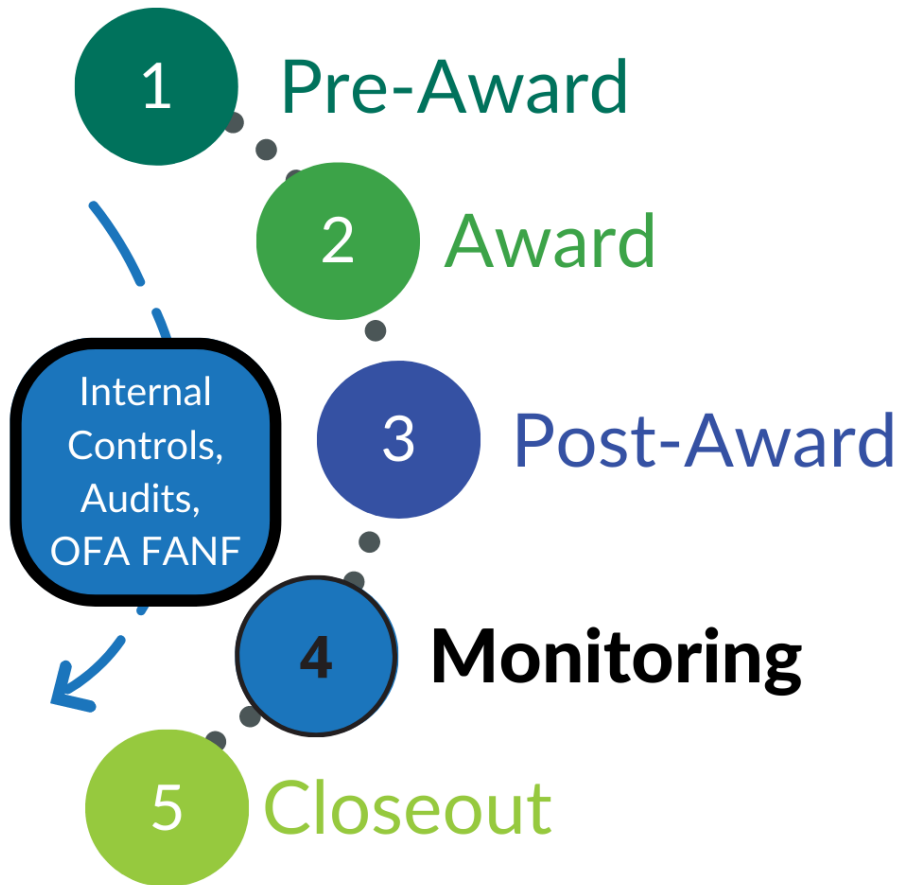 1 Pre-Award
2 Award
3 Post-Award
Internal
Controls,
Audits,
OFA FANF
4 Monitoring
5 Closeout